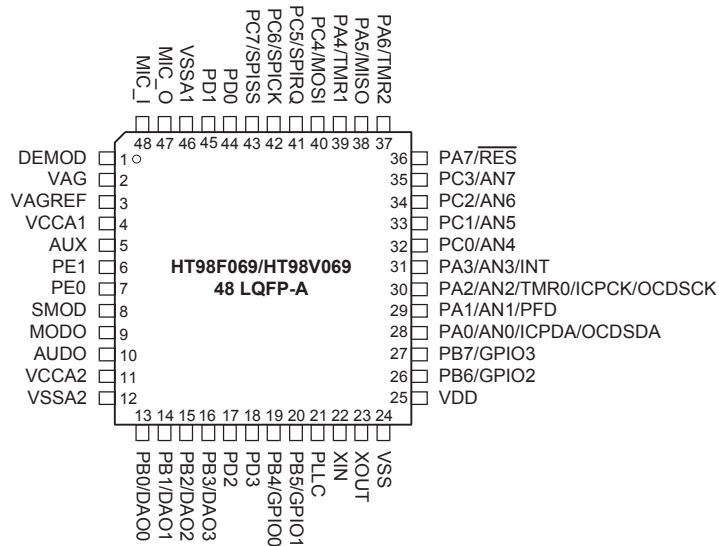 MIC_I
MIC_O
VSSA1
PD1
PD0
PC7/SPISS
PC6/SPICK
PC5/SPIRQ
PC4/MOSI
PA4/TMR1
PA5/MISO
PA6/TMR2
48 47 46 45 44 43 42 41 40 39 38 37
DEMOD 1
VAG 2
VAGREF 3
VCCA1 4
AUX 5
PE1 6
PE0 7
SMOD 8
MODO 9
AUDO 10
VCCA2 11
VSSA2 12
HT98F069/HT98V069
48 LQFP-A
36 PA7/RES
35 PC3/AN7
34 PC2/AN6
33 PC1/AN5
32 PC0/AN4
31 PA3/AN3/INT
30 PA2/AN2/TMR0/ICPCK/OCDSCK
29 PA1/AN1/PFD
28 PA0/AN0/ICPDA/OCDSDA
27 PB7/GPIO3
26 PB6/GPIO2
25 VDD
13 14 15 16 17 18 19 20 21 22 23 24
PB0/DAO0
PB1/DAO1
PB2/DAO2
PB3/DAO3
PD2
PD3
PB4/GPIO0
PB5/GPIO1
PLLC
XIN
XOUT
VSS